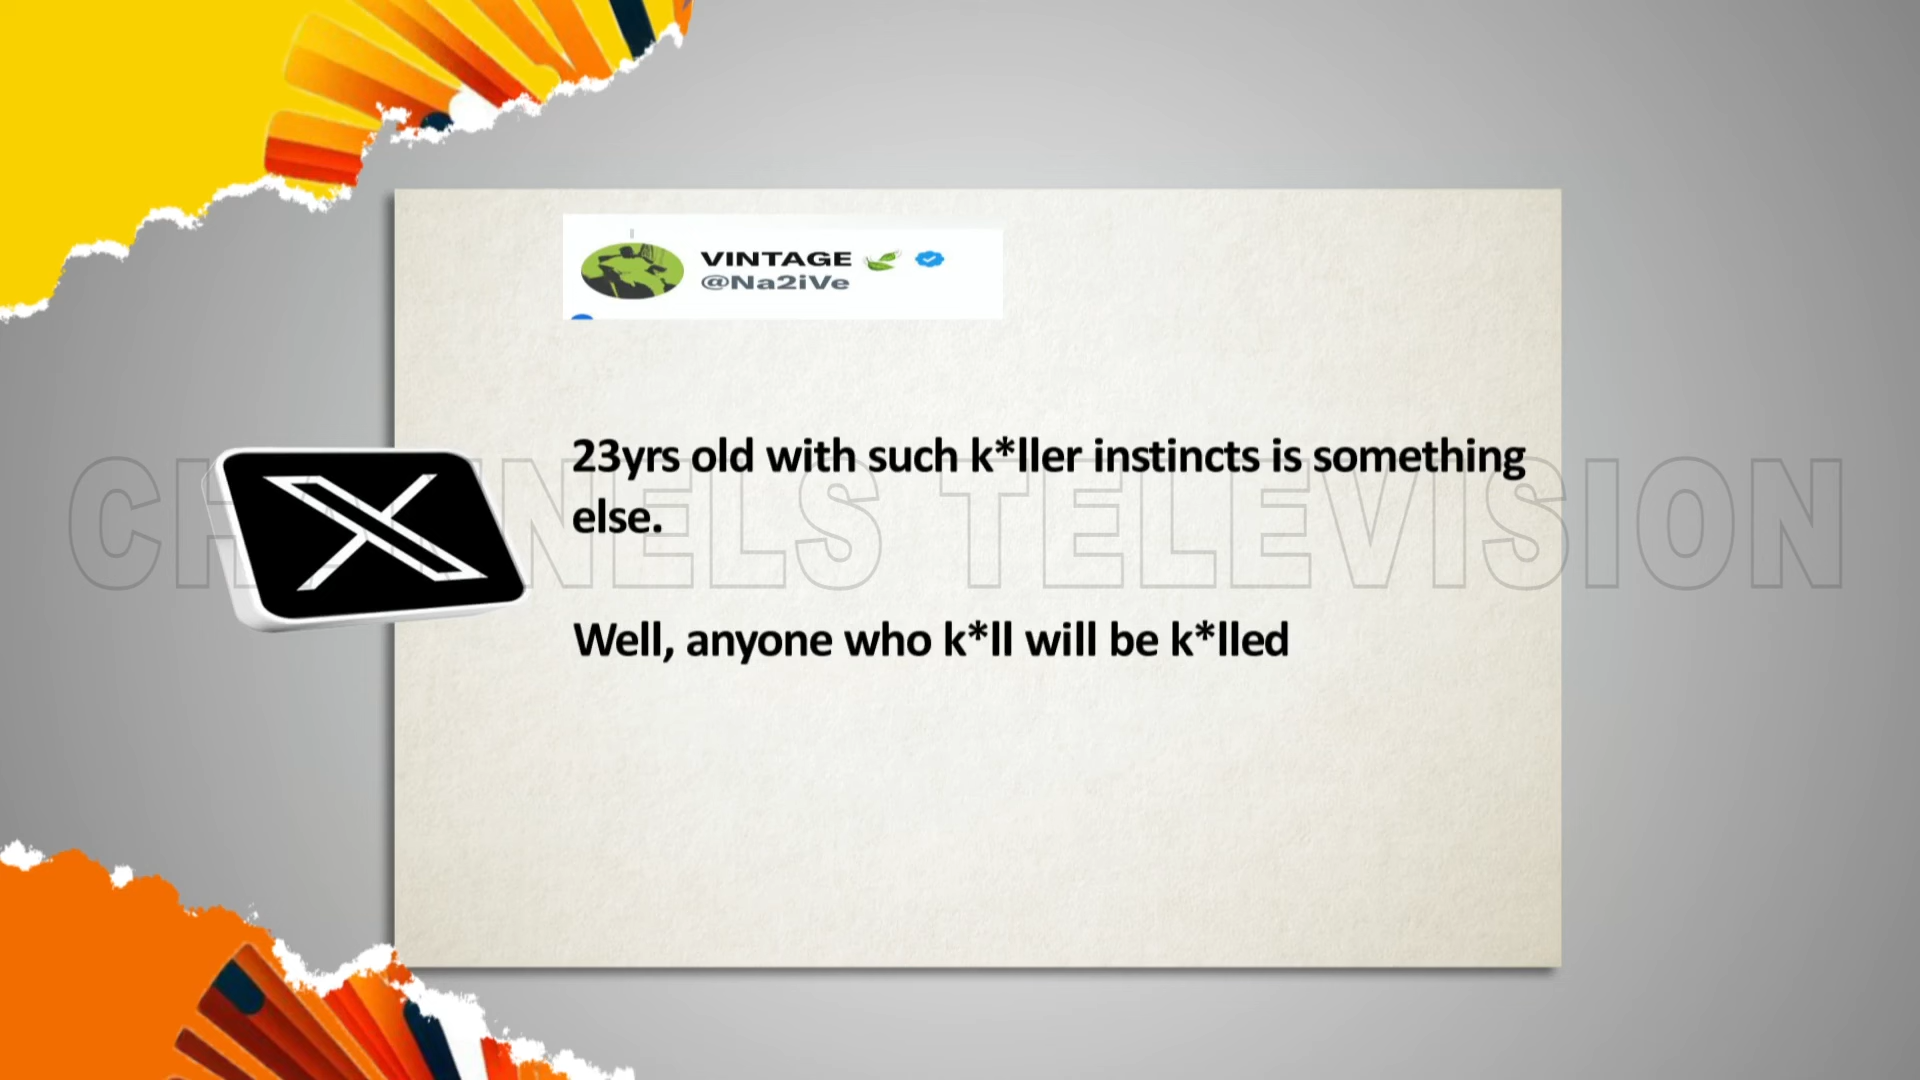 VINTAGE
@Na2iVe
23yrs old with such k*ller instincts is something
else.
CHANNELS TELEVISION
Well, anyone who k*ll will be k*lled